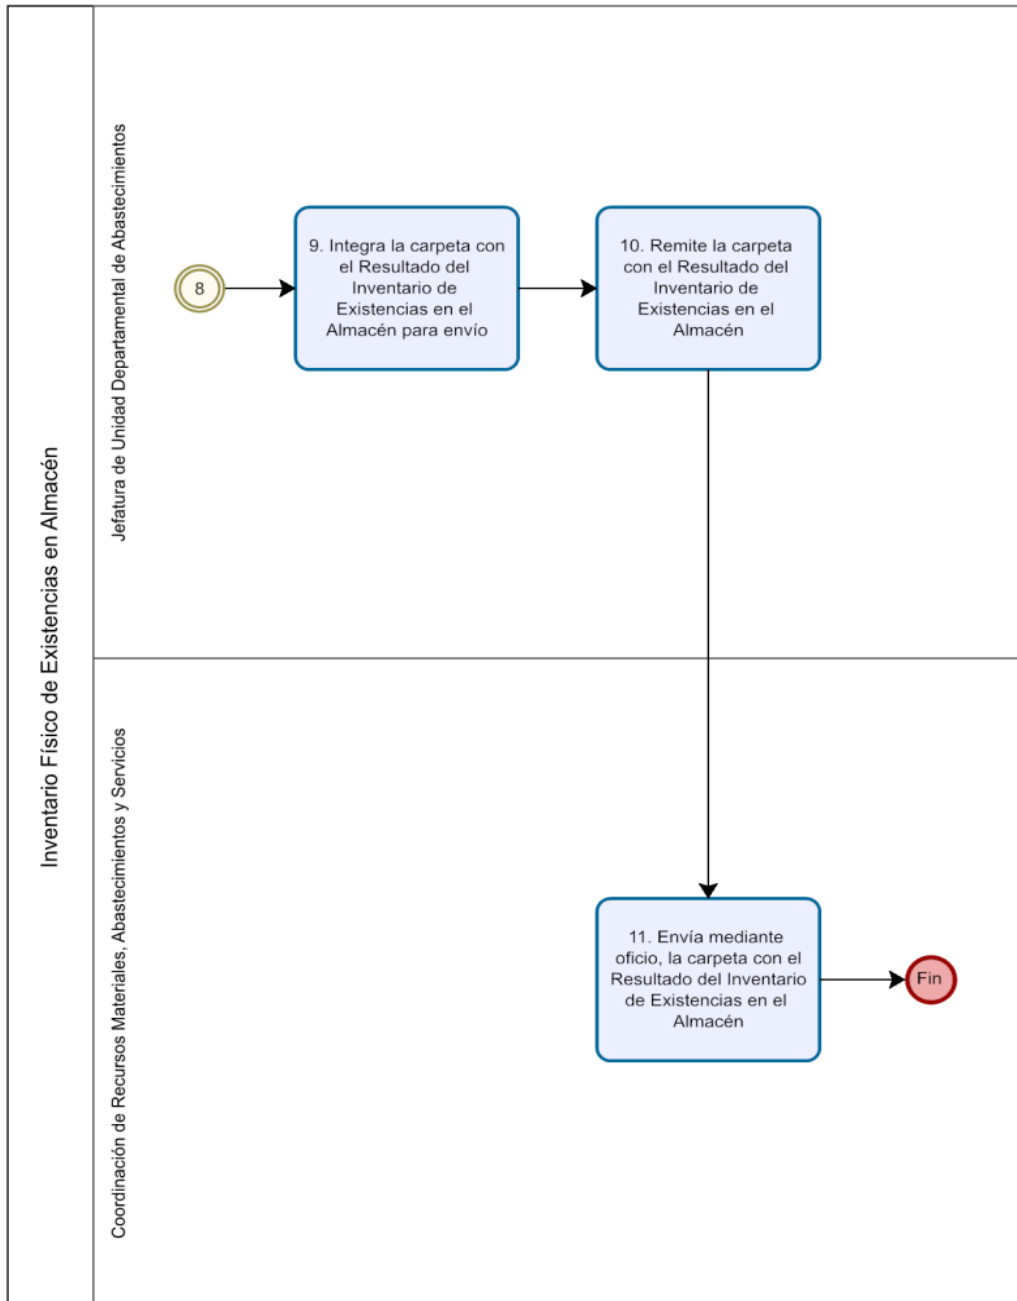 Inventario Físico de Existencias en Almacén
Jefatura de Unidad Departamental de Abastecimientos
8
9. Integra la carpeta con
el Resultado del
Inventario de
Existencias en el
Almacén para envío
10. Remite la carpeta
con el Resultado del
Inventario de
Existencias en el
Almacén
Coordinación de Recursos Materiales, Abastecimientos y Servicios
11. Envía mediante
oficio, la carpeta con el
Resultado del Inventario
de Existencias en el
Almacén
Fin